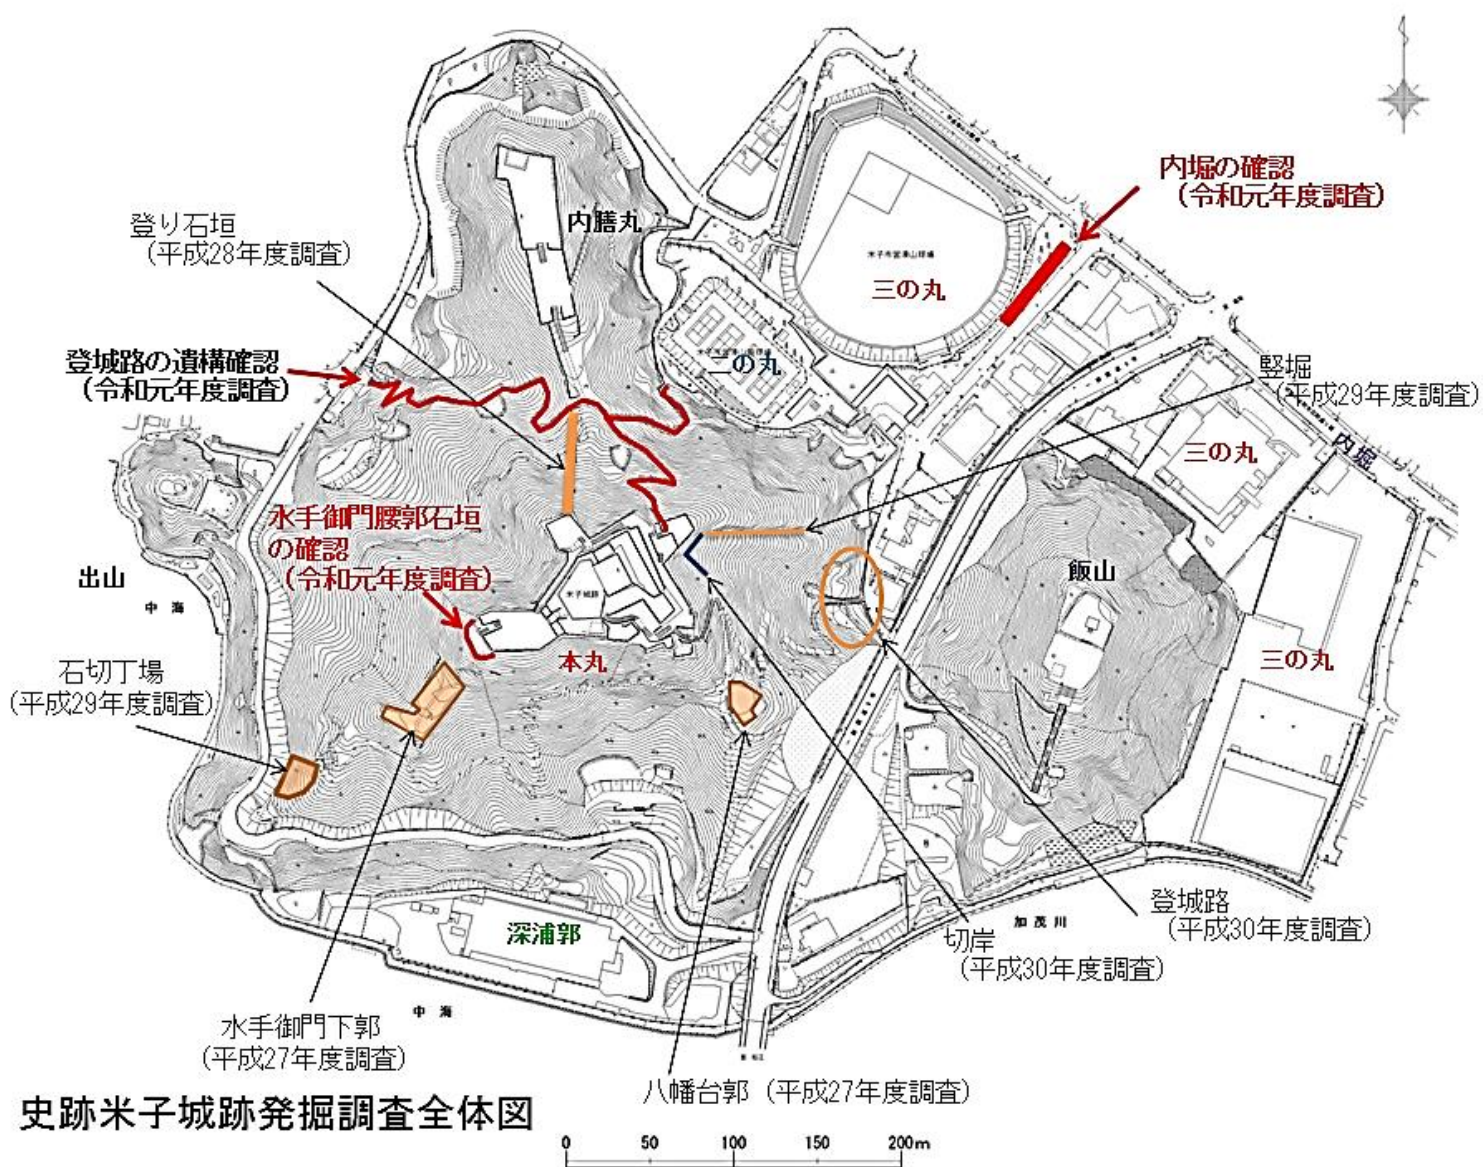 内堀の確認
（令和元年度調査）
登り石垣
（平成28年度調査）
内膳丸
三の丸
二の丸
登城路の遺構確認
（令和元年度調査）
竪堀
（平成29年度調査）
内堀
三の丸
水手御門腰郭石垣
の確認
（令和元年度調査）
出山
中 海
米子城跡
飯山
本丸
三の丸
石切丁場
（平成29年度調査）
登城路
（平成30年度調査）
加茂川
切岸
（平成30年度調査）
深浦郭
中 海
水手御門下郭
（平成27年度調査）
八幡台郭（平成27年度調査）
史跡米子城跡発掘調査全体図
0 50 100 150 200m